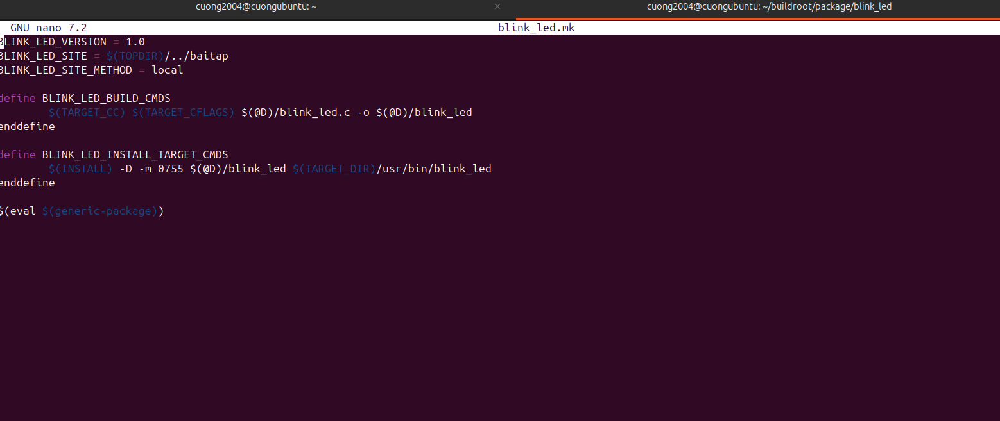 cuong2004@cuongubuntu: ~ ×
cuong2004@cuongubuntu: ~/buildroot/package/blink_led
GNU nano 7.2 blink_led.mk
BLINK_LED_VERSION = 1.0
BLINK_LED_SITE = $(TOPDIR)/../baitap
BLINK_LED_SITE_METHOD = local
define BLINK_LED_BUILD_CMDS
$(TARGET_CC) $(TARGET_CFLAGS) $(@D)/blink_led.c -o $(@D)/blink_led
enddefine
define BLINK_LED_INSTALL_TARGET_CMDS
$(INSTALL) -D -m 0755 $(@D)/blink_led $(TARGET_DIR)/usr/bin/blink_led
enddefine
$(eval $(generic-package))